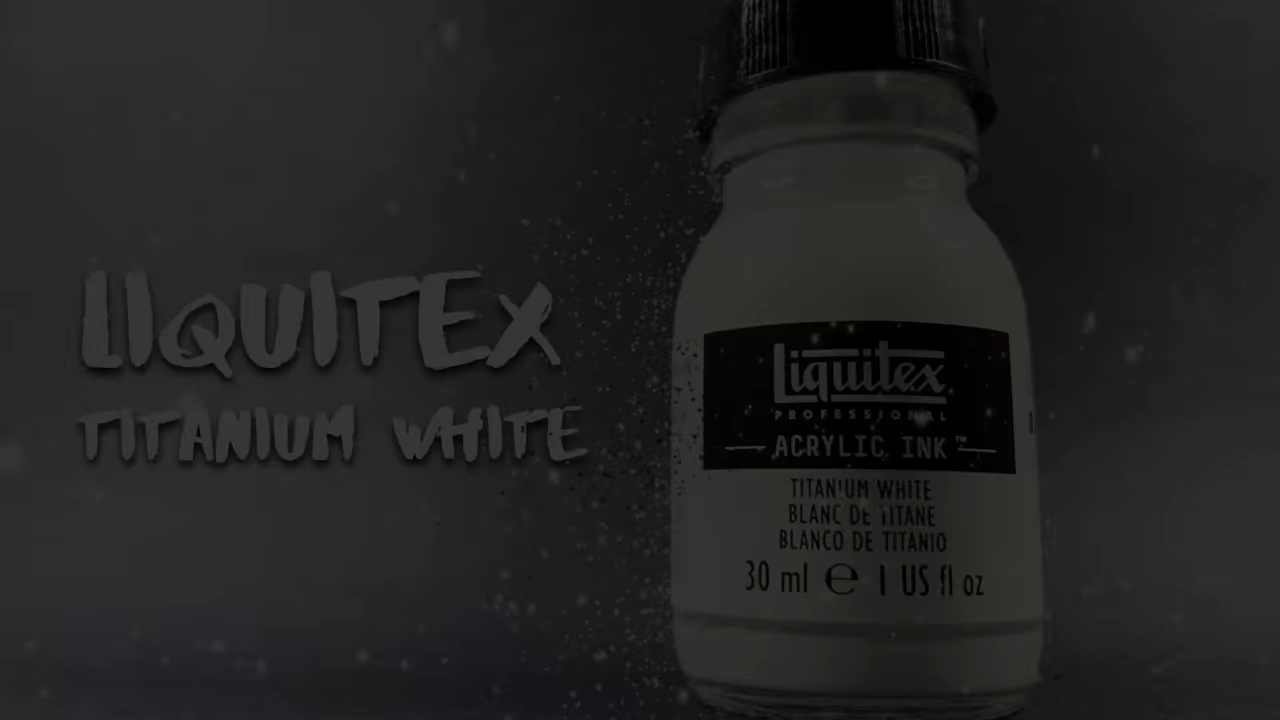 LIQUITEX
TITANIUM WHITE
Liquitex
PROFESSIONAL
ACRYLIC INK™
TITANIUM WHITE
BLANC DE TITANE
BLANCO DE TITANIO
30 ml ℮ 1 US fl oz